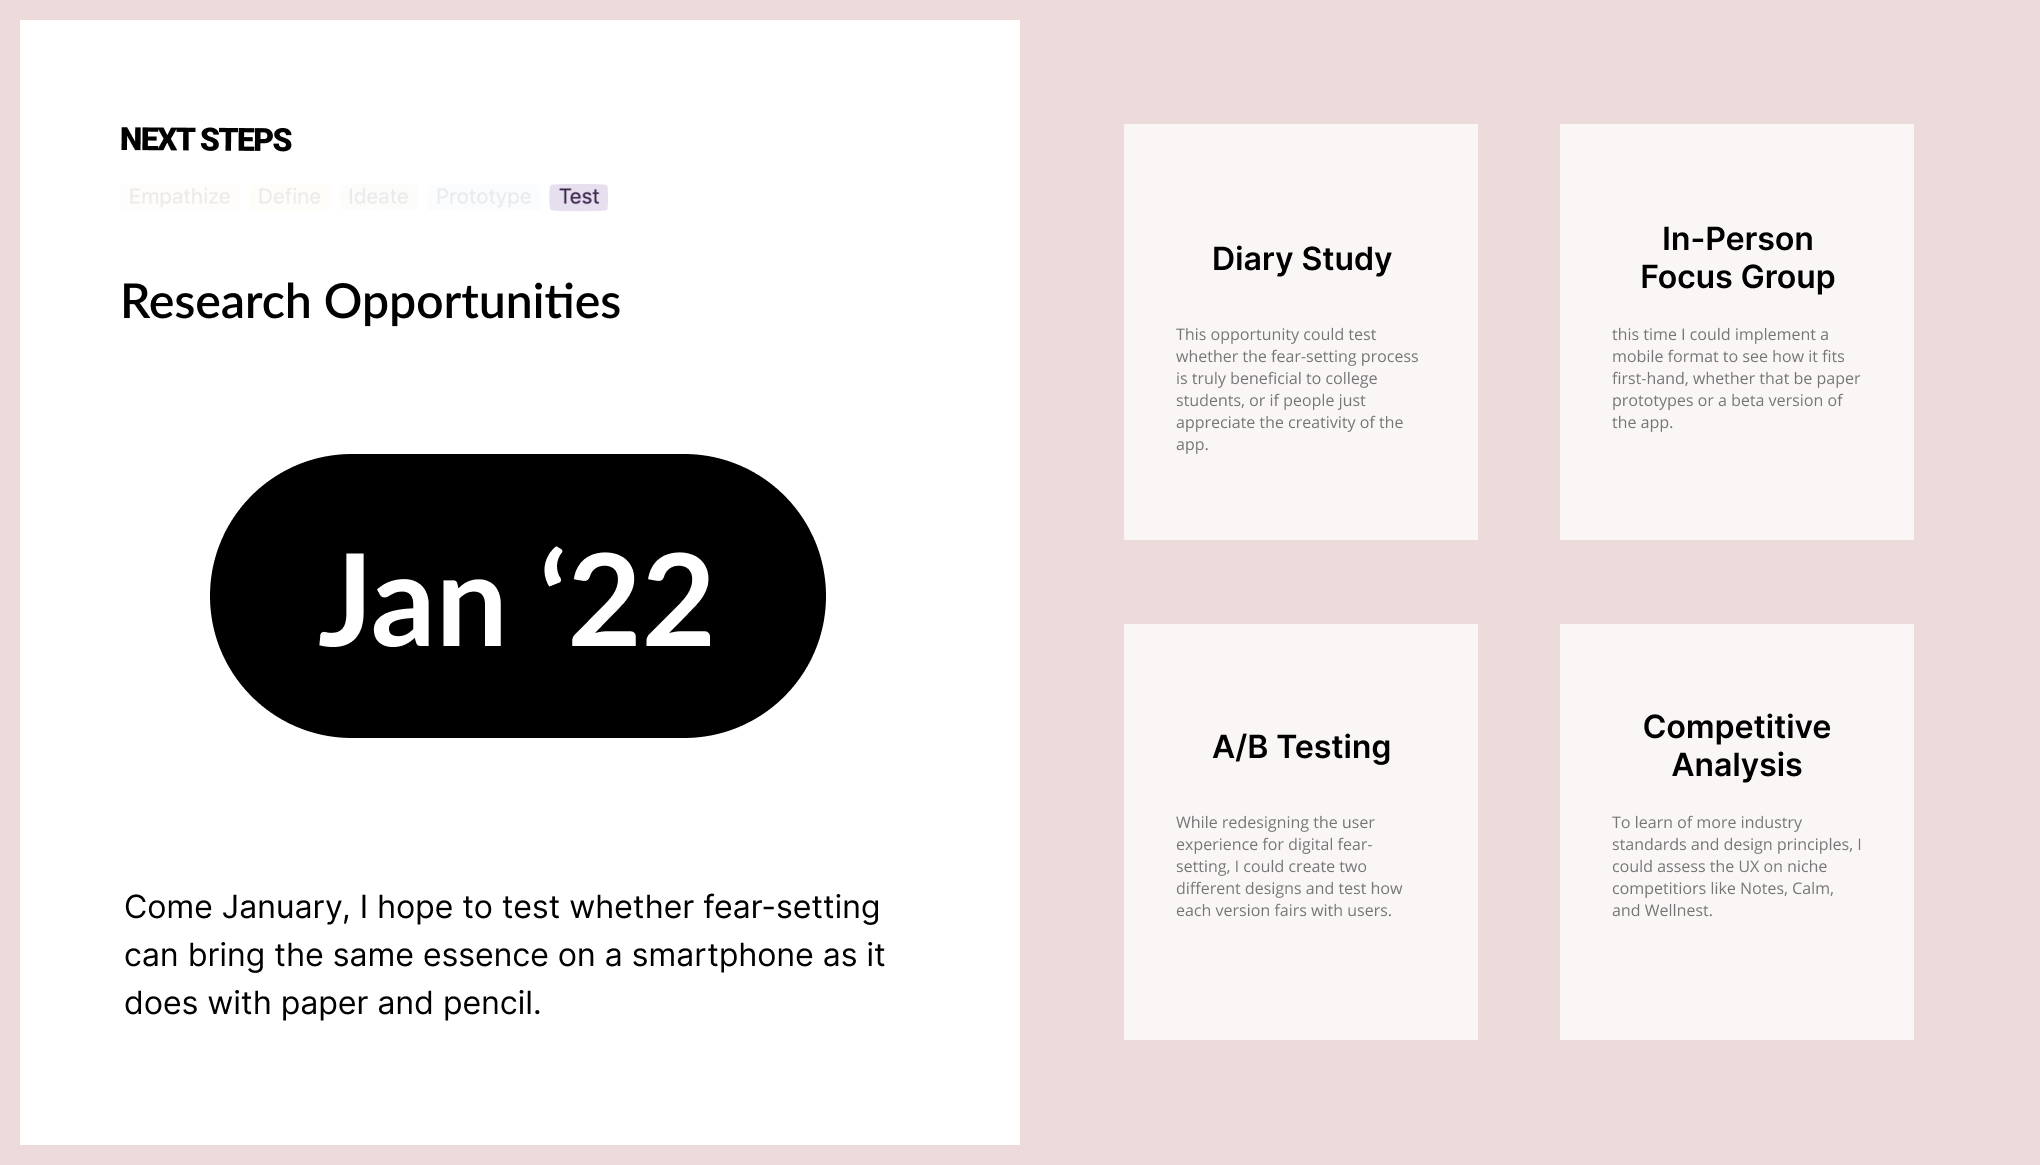 NEXT STEPS
Empathize Define Ideate Prototype Test
Research Opportunities
Jan ‘22
Come January, I hope to test whether fear-setting
can bring the same essence on a smartphone as it
does with paper and pencil.
Diary Study
This opportunity could test
whether the fear-setting process
is truly beneficial to college
students, or if people just
appreciate the creativity of the
app.
In-Person
Focus Group
this time I could implement a
mobile format to see how it fits
first-hand, whether that be paper
prototypes or a beta version of
the app.
A/B Testing
While redesigning the user
experience for digital fear-
setting, I could create two
different designs and test how
each version fairs with users.
Competitive
Analysis
To learn of more industry
standards and design principles, I
could assess the UX on niche
competitiors like Notes, Calm,
and Wellnest.